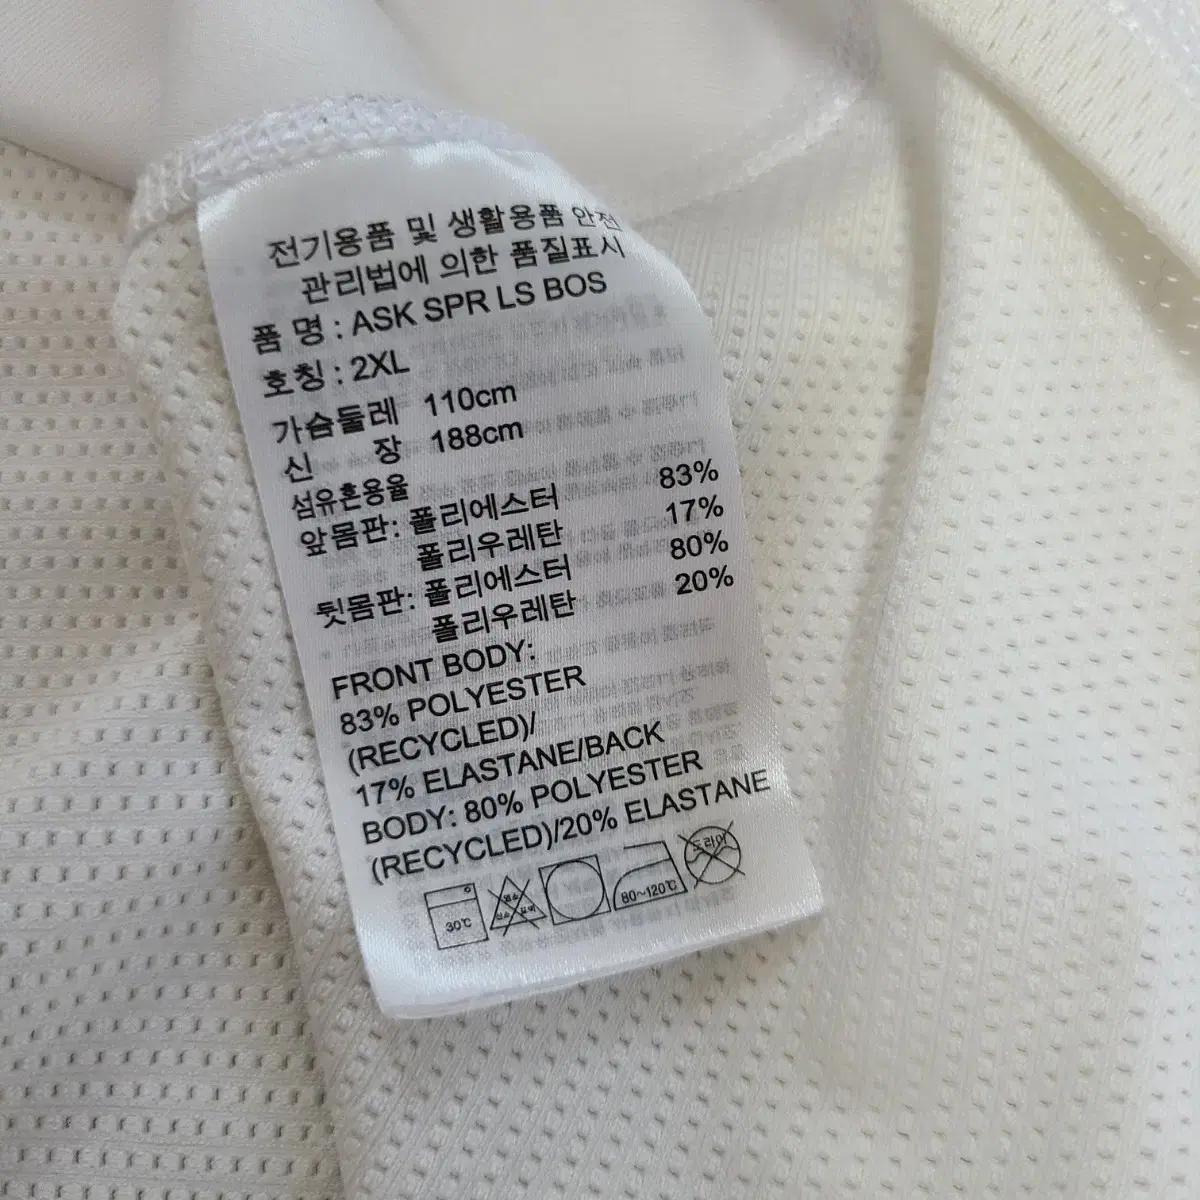 전기용품 및 생활용품 안전
관리법에 의한 품질표시
품 명 : ASK SPR LS BOS
호칭 : 2XL
가슴둘레 110cm
신 장 188cm
섬유혼용율
앞몸판: 폴리에스터 83%
폴리우레탄 17%
뒷몸판: 폴리에스터 80%
폴리우레탄 20%
FRONT BODY:
83% POLYESTER
(RECYCLED)/
17% ELASTANE/BACK
BODY: 80% POLYESTER
(RECYCLED)/20% ELASTANE
30℃ 80~120℃ 드라이